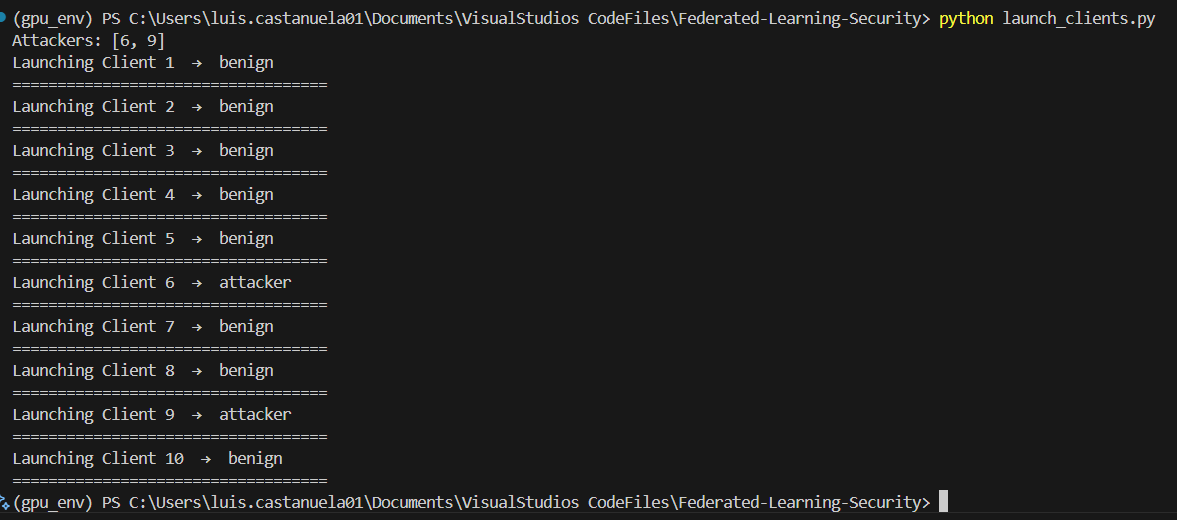 (gpu_env) PS C:\Users\luis.castanuela01\Documents\VisualStudios CodeFiles\Federated-Learning-Security> python launch_clients.py
Attackers: [6, 9]
Launching Client 1 → benign
===================================
Launching Client 2 → benign
===================================
Launching Client 3 → benign
===================================
Launching Client 4 → benign
===================================
Launching Client 5 → benign
===================================
Launching Client 6 → attacker
===================================
Launching Client 7 → benign
===================================
Launching Client 8 → benign
===================================
Launching Client 9 → attacker
===================================
Launching Client 10 → benign
===================================
(gpu_env) PS C:\Users\luis.castanuela01\Documents\VisualStudios CodeFiles\Federated-Learning-Security>